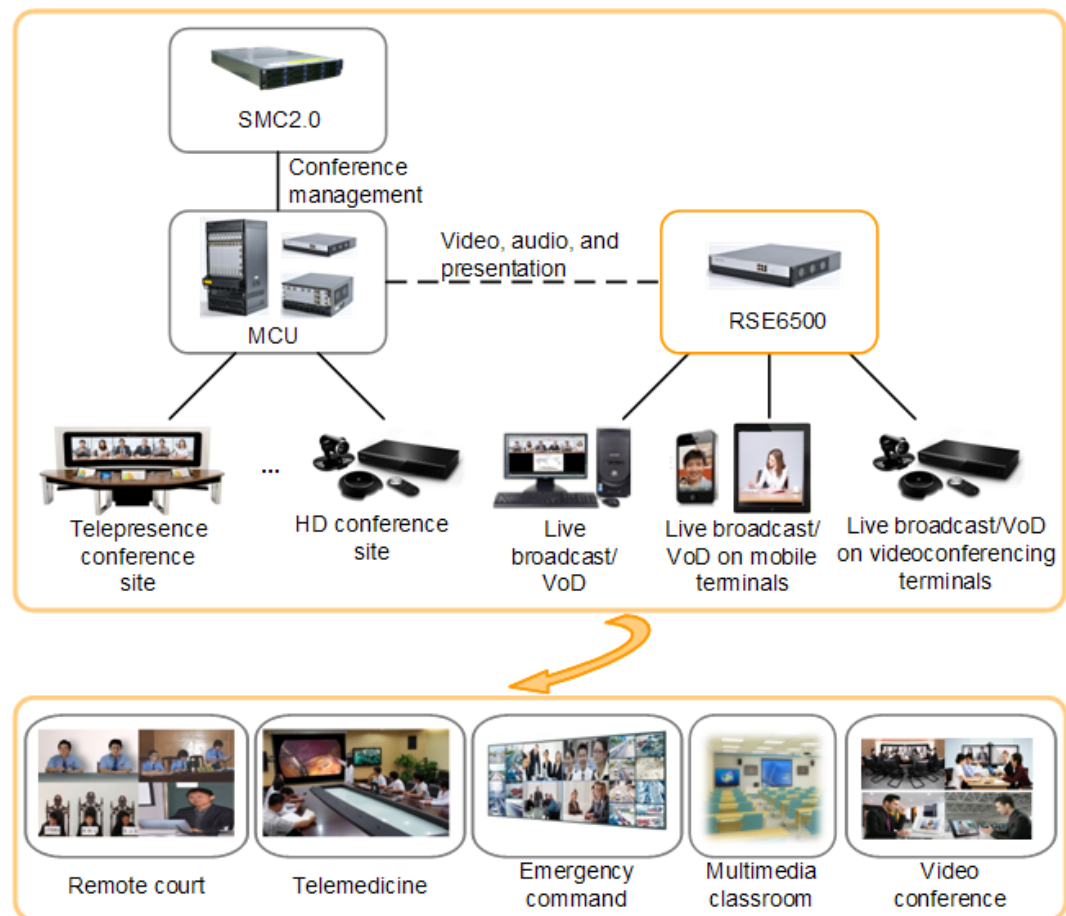 SMC2.0
Conference
management
Video, audio, and
presentation
MCU
RSE6500
...
Telepresence
conference
site
HD conference
site
Live
broadcast/
VoD
Live broadcast/
VoD on mobile
terminals
Live broadcast/VoD
on videoconferencing
terminals
Remote court
Telemedicine
Emergency
command
Multimedia
classroom
Video
conference